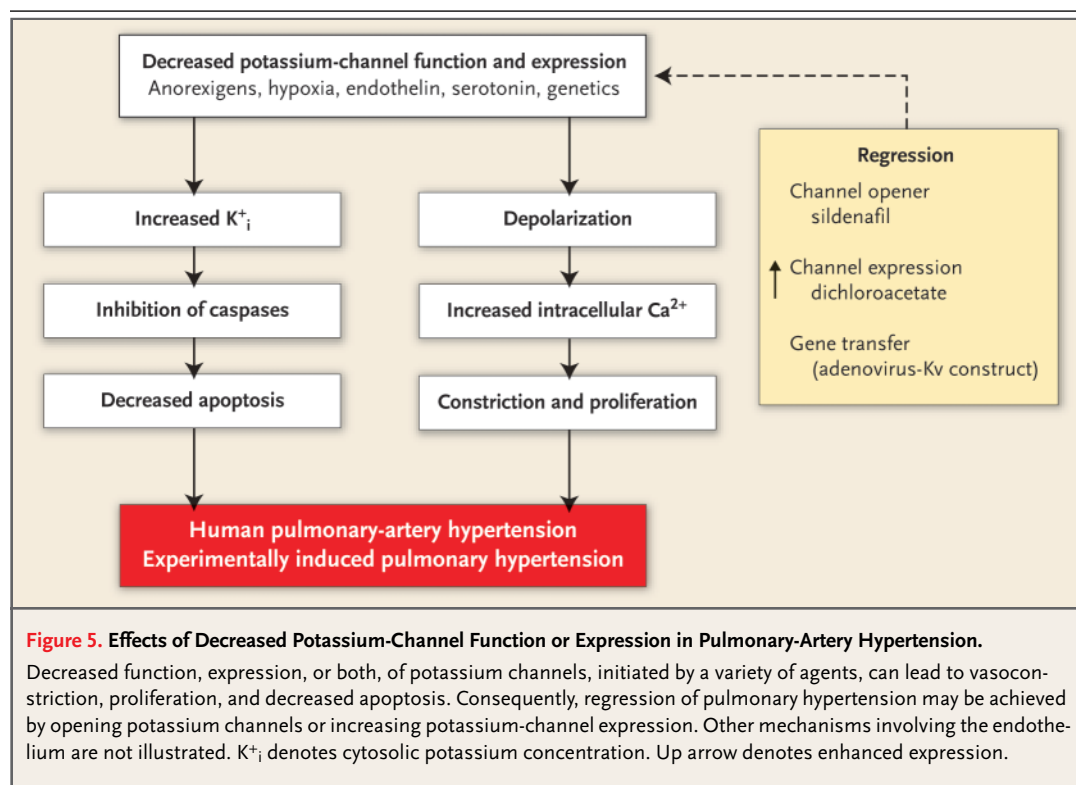 Decreased potassium-channel function and expression
Anorexigens, hypoxia, endothelin, serotonin, genetics
Increased K⁺ᵢ
Inhibition of caspases
Decreased apoptosis
Depolarization
Increased intracellular Ca²⁺
Constriction and proliferation
Human pulmonary-artery hypertension
Experimentally induced pulmonary hypertension
Regression
Channel opener
sildenafil
↑ Channel expression
dichloroacetate
Gene transfer
(adenovirus-Kv construct)
Figure 5. Effects of Decreased Potassium-Channel Function or Expression in Pulmonary-Artery Hypertension.
Decreased function, expression, or both, of potassium channels, initiated by a variety of agents, can lead to vasocon-
striction, proliferation, and decreased apoptosis. Consequently, regression of pulmonary hypertension may be achieved
by opening potassium channels or increasing potassium-channel expression. Other mechanisms involving the endothe-
lium are not illustrated. K⁺ᵢ denotes cytosolic potassium concentration. Up arrow denotes enhanced expression.